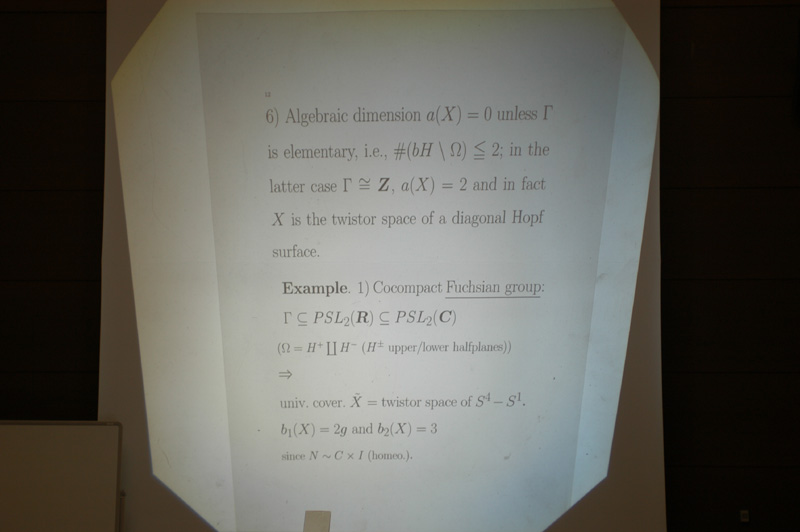 6) Algebraic dimension a(X) = 0 unless Γ
is elementary, i.e., #(bH \ Ω) ≦ 2; in the
latter case Γ ≅ Z, a(X) = 2 and in fact
X is the twistor space of a diagonal Hopf
surface.
Example. 1) Cocompact Fuchsian group:
Γ ⊆ PSL₂(R) ⊆ PSL₂(C)
(Ω = H⁺ ∐ H⁻ (H± upper/lower halfplanes))
⇒
univ. cover. X̃ = twistor space of S⁴ – S¹.
b₁(X) = 2g and b₂(X) = 3
since N ~ C × I (homeo.).